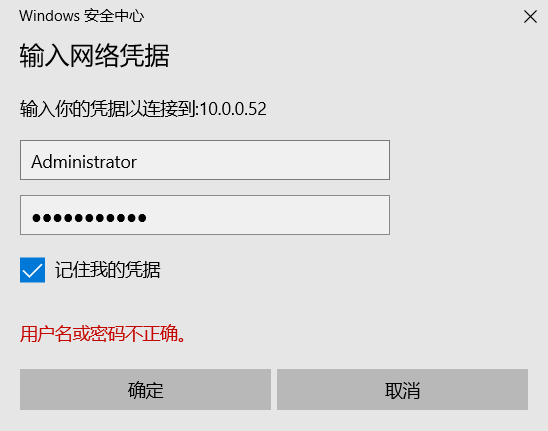 Windows 安全中心
输入网络凭据
输入你的凭据以连接到:10.0.0.52
Administrator
●●●●●●●●●●●
记住我的凭据
用户名或密码不正确。
确定
取消